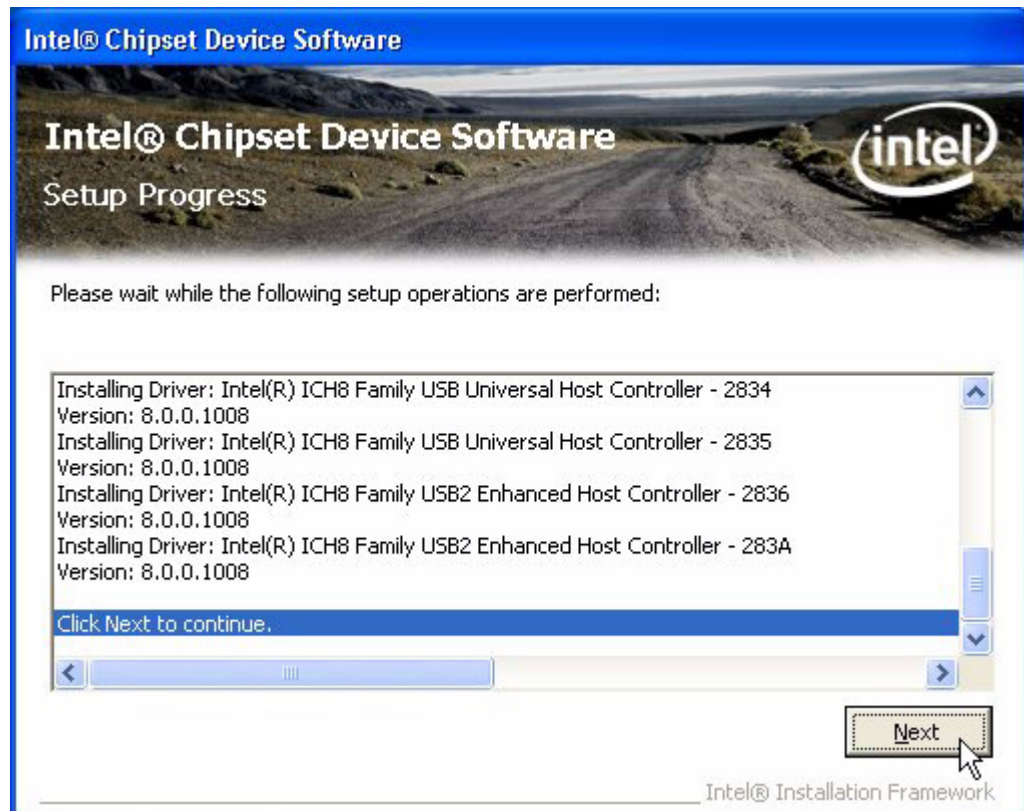 Intel® Chipset Device Software
Intel® Chipset Device Software
intel®
Setup Progress
Please wait while the following setup operations are performed:
Installing Driver: Intel(R) ICH8 Family USB Universal Host Controller - 2834
Version: 8.0.0.1008
Installing Driver: Intel(R) ICH8 Family USB Universal Host Controller - 2835
Version: 8.0.0.1008
Installing Driver: Intel(R) ICH8 Family USB2 Enhanced Host Controller - 2836
Version: 8.0.0.1008
Installing Driver: Intel(R) ICH8 Family USB2 Enhanced Host Controller - 283A
Version: 8.0.0.1008
Click Next to continue.
Next
Intel® Installation Framework